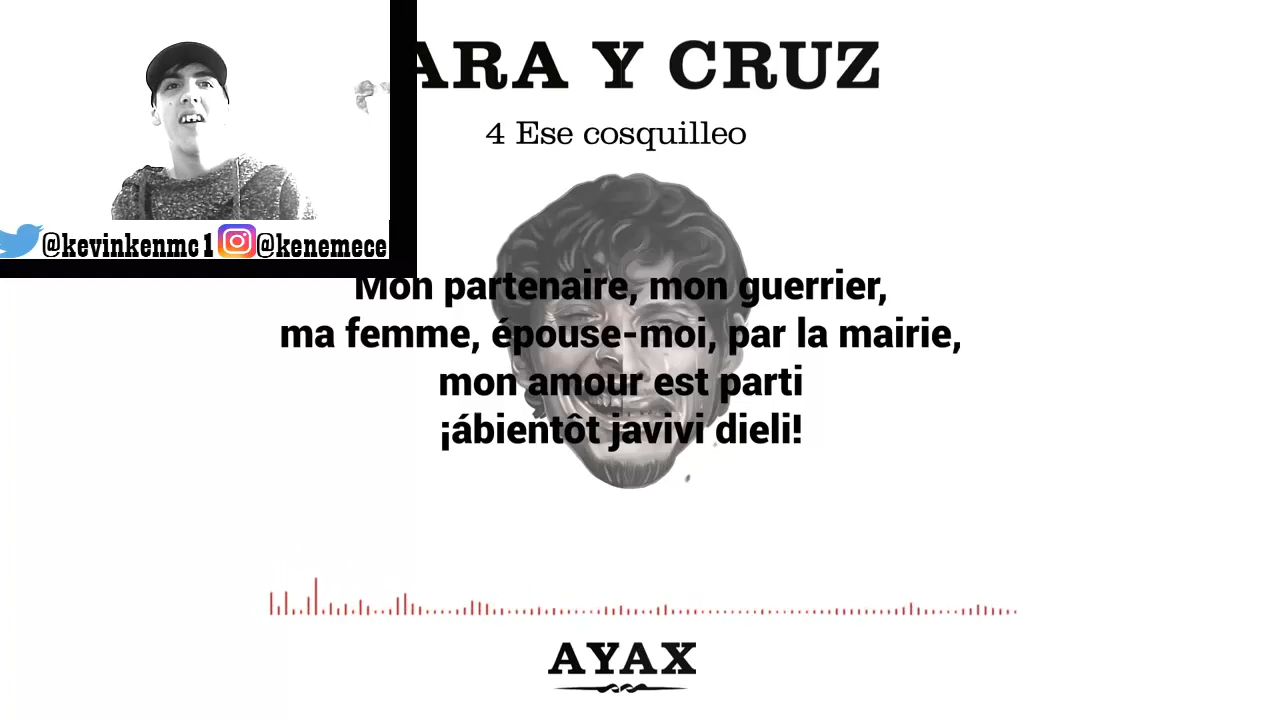 ARA Y CRUZ
4 Ese cosquilleo
@kevinkenmc1 @kenemece
Mon partenaire, mon guerrier,
ma femme, épouse-moi, par la mairie,
mon amour est parti
¡ábientôt javivi dieli!
AYAX